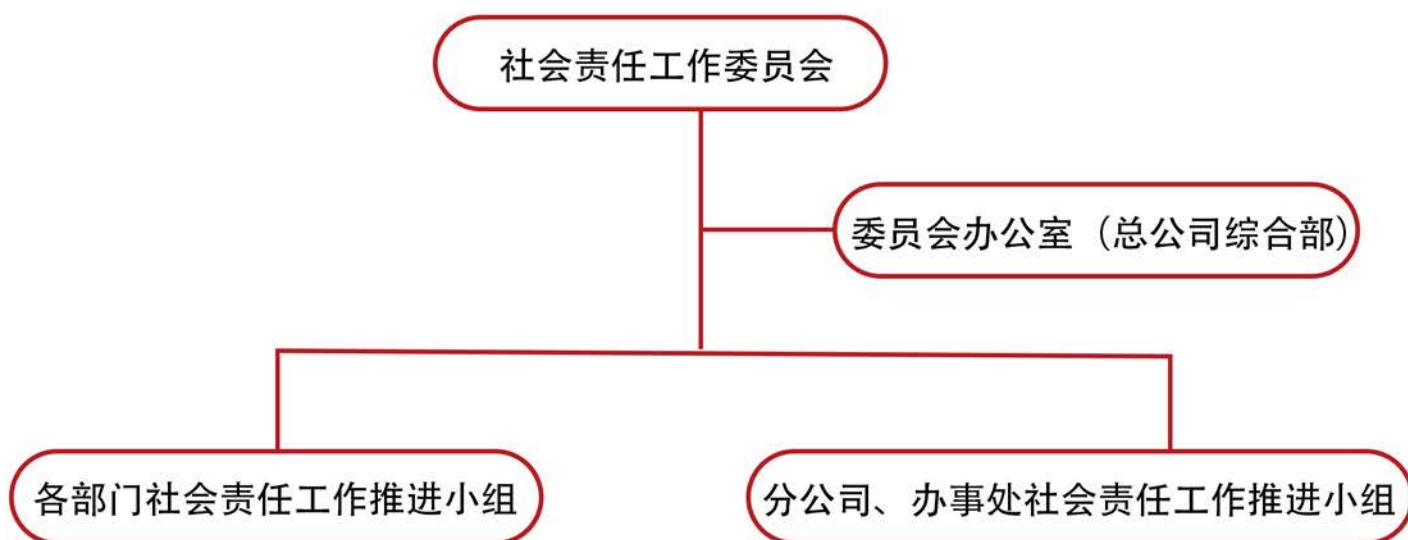 社会责任工作委员会
委员会办公室（总公司综合部）
各部门社会责任工作推进小组
分公司、办事处社会责任工作推进小组